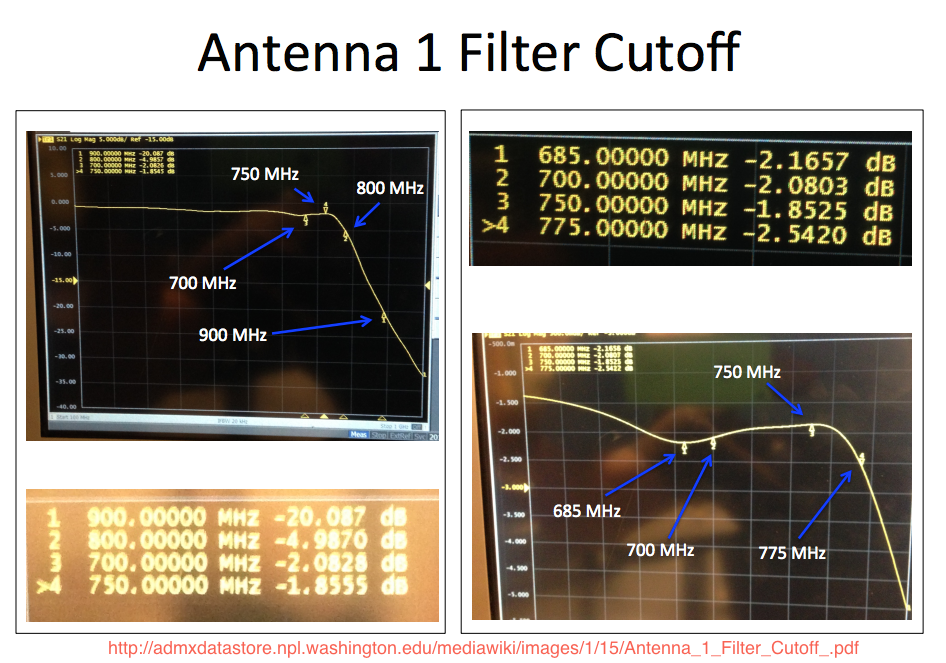 Antenna 1 Filter Cutoff
S21 Log Mag 5.000dB/ Ref -15.00dB
10.00
1 900.00000 MHz -20.087 dB
2 800.00000 MHz -4.9857 dB
3 700.00000 MHz -2.0826 dB
>4 750.00000 MHz -1.8545 dB
5.000
0.000
-5.000
-10.00
-15.00
-20.00
-25.00
-30.00
-35.00
-40.00
750 MHz
800 MHz
700 MHz
900 MHz
1 Start 100 MHz
IFBW 20 kHz
Stop 1 GHz Off
Meas Stop ExtRef Svc 20
1 900.00000 MHz -20.087 dB
2 800.00000 MHz -4.9870 dB
3 700.00000 MHz -2.0828 dB
>4 750.00000 MHz -1.8555 dB
1 685.00000 MHz -2.1657 dB
2 700.00000 MHz -2.0803 dB
3 750.00000 MHz -1.8525 dB
>4 775.00000 MHz -2.5420 dB
-500.0m
1 685.00000 MHz -2.1656 dB
2 700.00000 MHz -2.0807 dB
3 750.00000 MHz -1.8525 dB
>4 775.00000 MHz -2.5422 dB
-1.000
-1.500
-2.000
-2.500
-3.000
-3.500
-4.000
-4.500
750 MHz
685 MHz
700 MHz
775 MHz
http://admxdatastore.npl.washington.edu/mediawiki/images/1/15/Antenna_1_Filter_Cutoff_.pdf